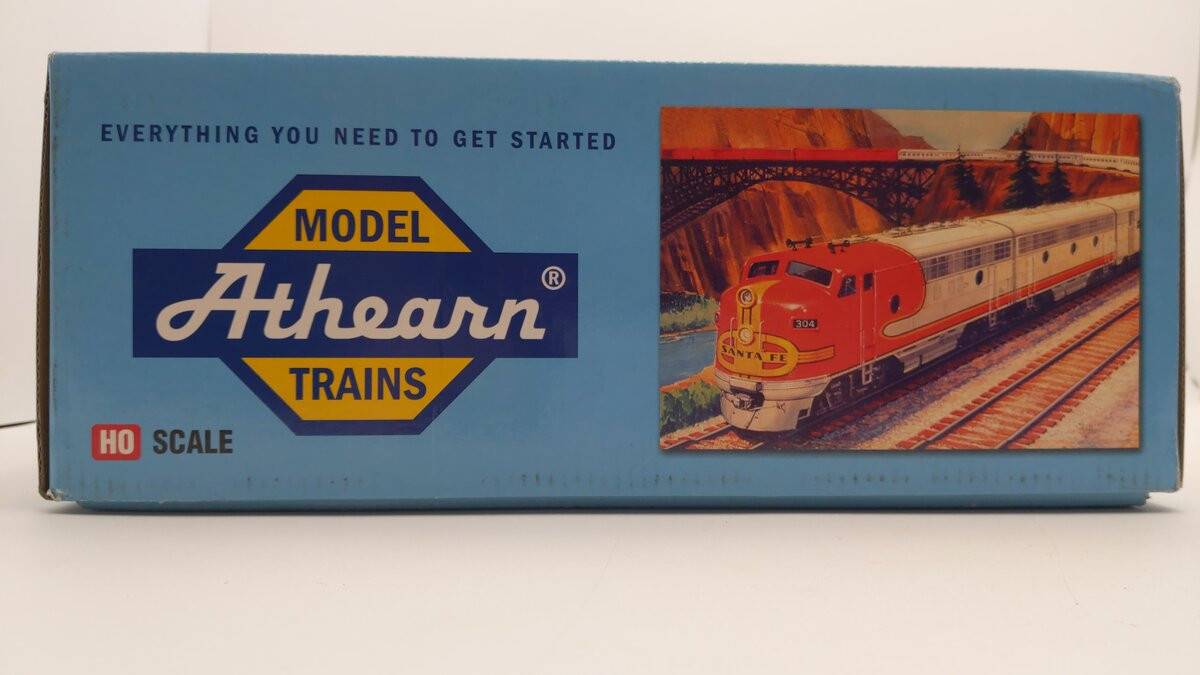 EVERYTHING YOU NEED TO GET STARTED
MODEL
Athearn®
TRAINS
HO SCALE
304
SANTA FE